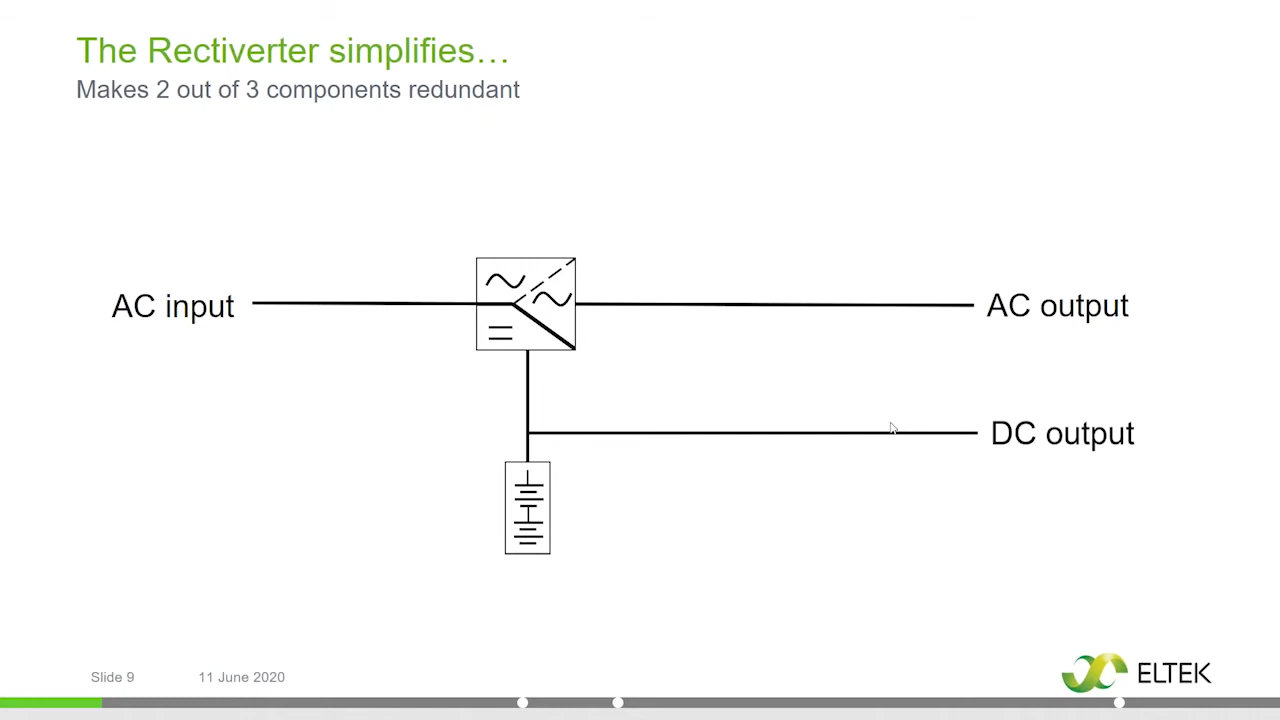 The Rectiverter simplifies…
Makes 2 out of 3 components redundant
AC input
AC output
DC output
Slide 9
11 June 2020
ELTEK